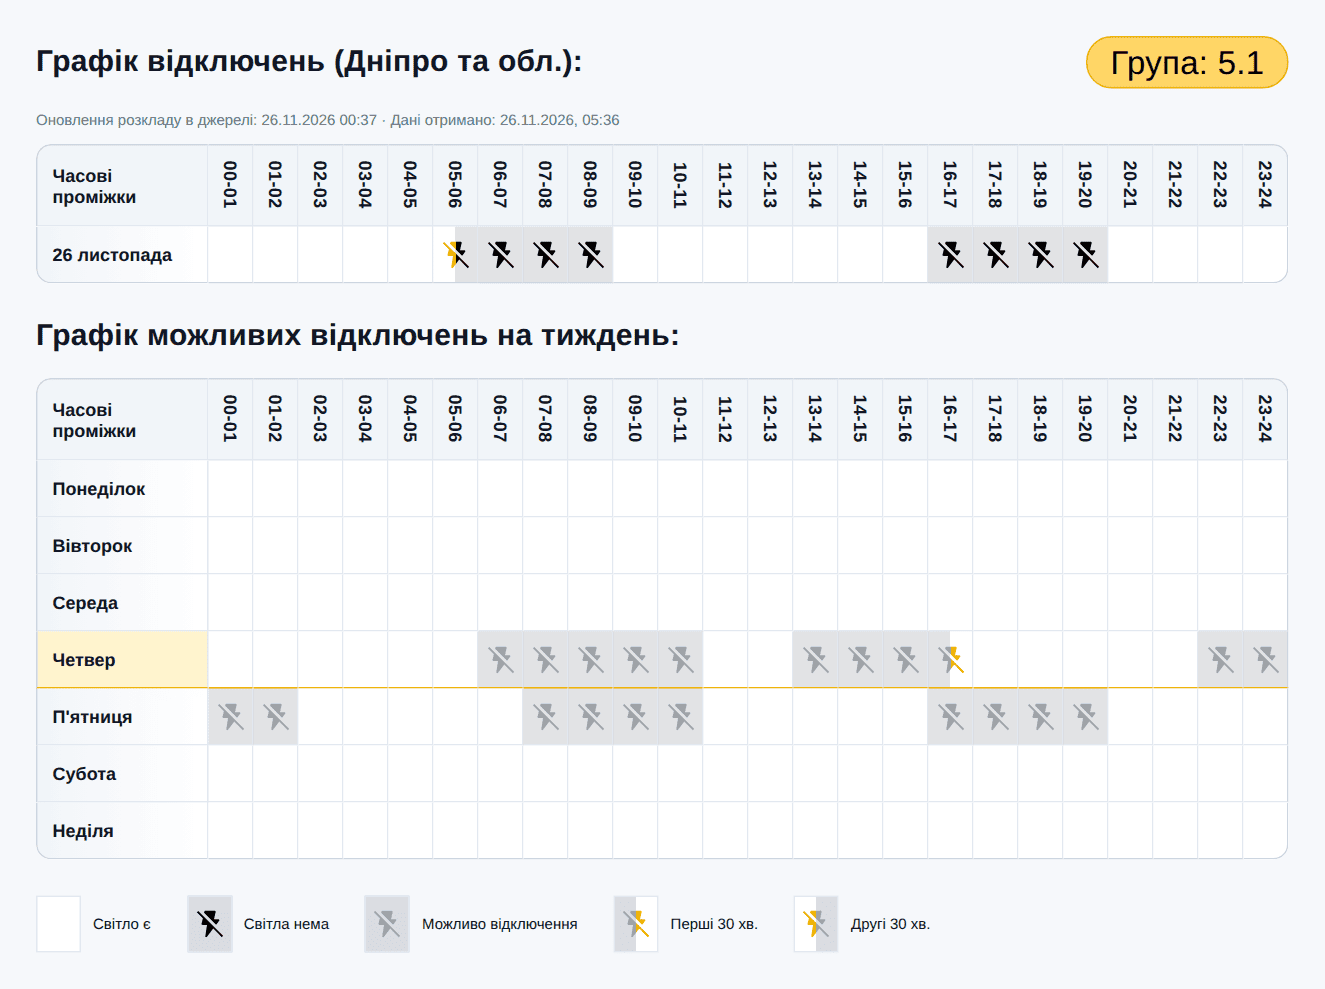 Графік відключень (Дніпро та обл.):
Група: 5.1
Оновлення розкладу в джерелі: 26.11.2026 00:37 · Дані отримано: 26.11.2026, 05:36
Часові проміжки 00-01 01-02 02-03 03-04 04-05 05-06 06-07 07-08 08-09 09-10 10-11 11-12 12-13 13-14 14-15 15-16 16-17 17-18 18-19 19-20 20-21 21-22 22-23 23-24
26 листопада
Графік можливих відключень на тиждень:
Часові проміжки 00-01 01-02 02-03 03-04 04-05 05-06 06-07 07-08 08-09 09-10 10-11 11-12 12-13 13-14 14-15 15-16 16-17 17-18 18-19 19-20 20-21 21-22 22-23 23-24
Понеділок
Вівторок
Середа
Четвер
П'ятниця
Субота
Неділя
Світло є Світла нема Можливо відключення Перші 30 хв. Другі 30 хв.